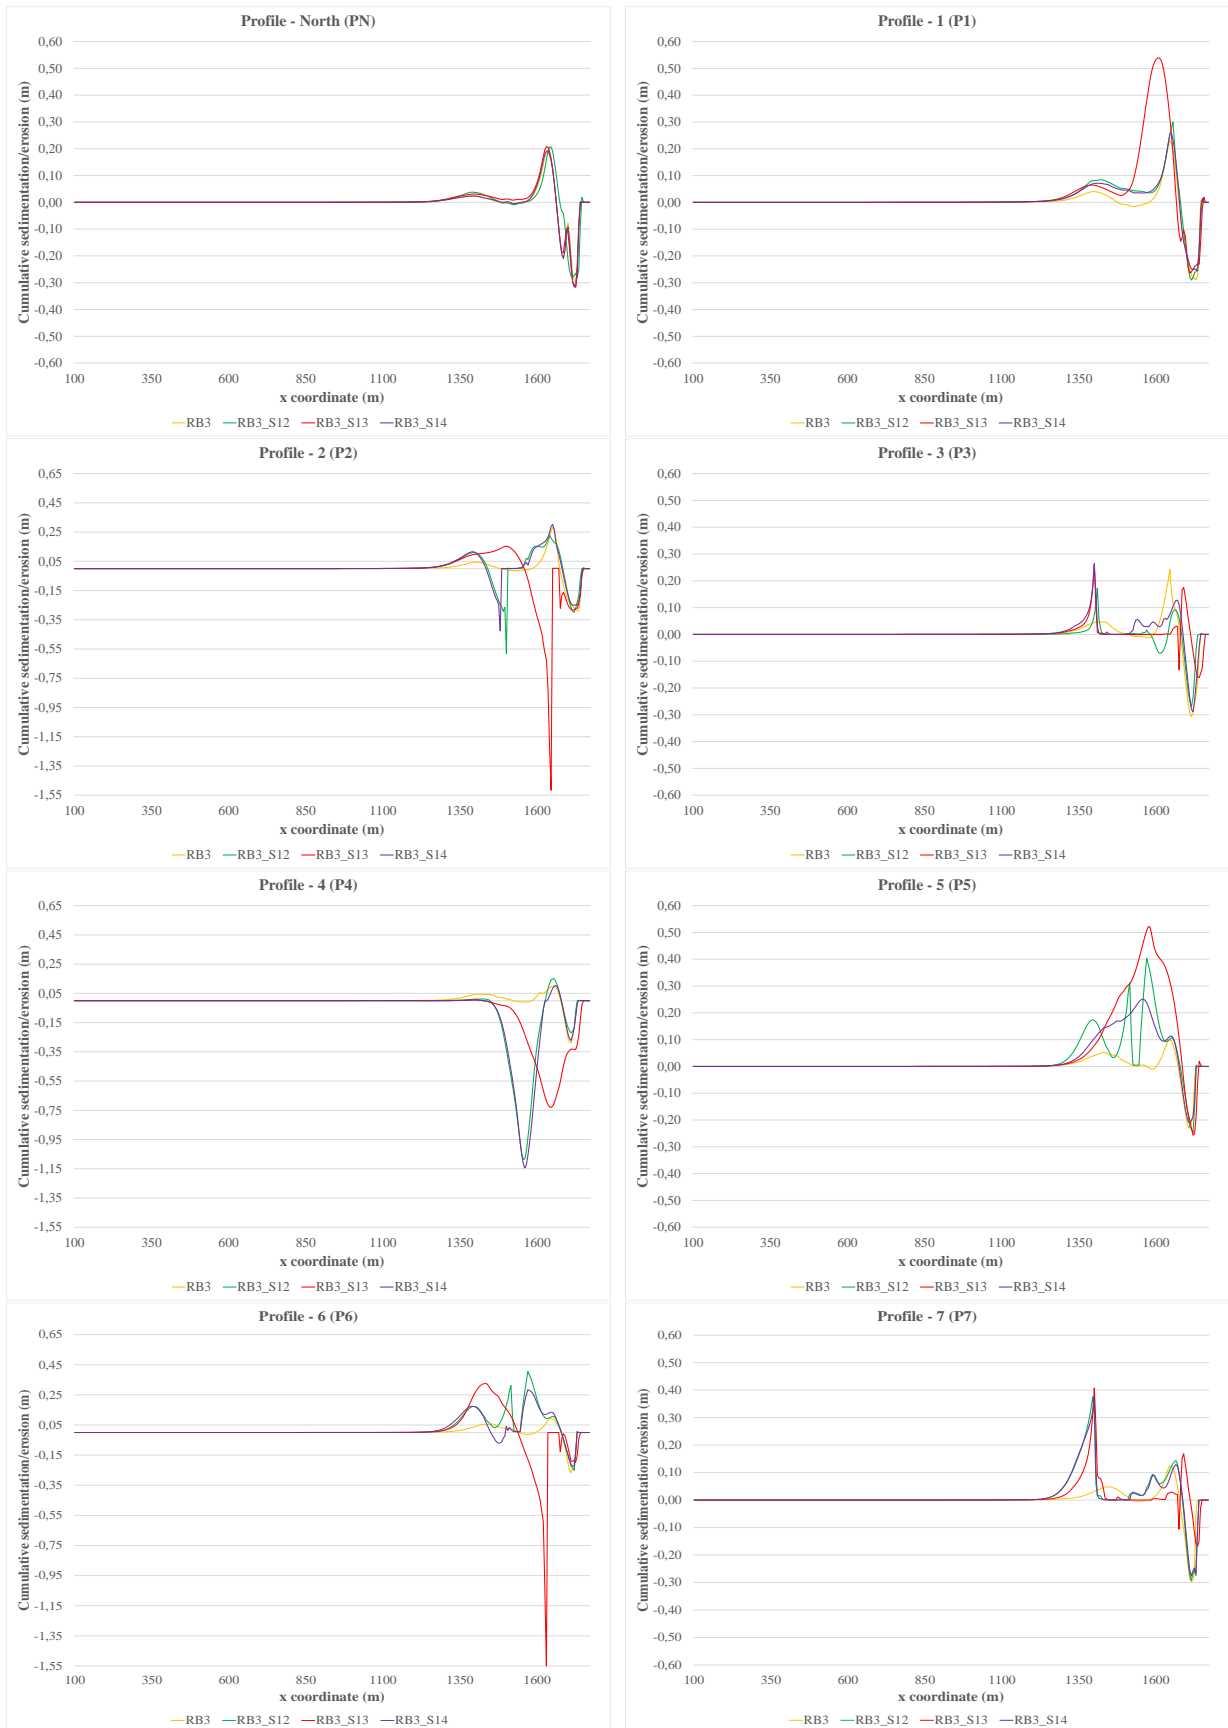 Profile - North (PN)
Cumulative sedimentation/erosion (m)
0,60
0,50
0,40
0,30
0,20
0,10
0,00
-0,10
-0,20
-0,30
-0,40
-0,50
-0,60
100 350 600 850 1100 1350 1600
x coordinate (m)
RB3 RB3_S12 RB3_S13 RB3_S14
Profile - 1 (P1)
Cumulative sedimentation/erosion (m)
0,60
0,50
0,40
0,30
0,20
0,10
0,00
-0,10
-0,20
-0,30
-0,40
-0,50
-0,60
100 350 600 850 1100 1350 1600
x coordinate (m)
RB3 RB3_S12 RB3_S13 RB3_S14
Profile - 2 (P2)
Cumulative sedimentation/erosion (m)
0,65
0,45
0,25
0,05
-0,15
-0,35
-0,55
-0,75
-0,95
-1,15
-1,35
-1,55
100 350 600 850 1100 1350 1600
x coordinate (m)
RB3 RB3_S12 RB3_S13 RB3_S14
Profile - 3 (P3)
Cumulative sedimentation/erosion (m)
0,60
0,50
0,40
0,30
0,20
0,10
0,00
-0,10
-0,20
-0,30
-0,40
-0,50
-0,60
100 350 600 850 1100 1350 1600
x coordinate (m)
RB3 RB3_S12 RB3_S13 RB3_S14
Profile - 4 (P4)
Cumulative sedimentation/erosion (m)
0,65
0,45
0,25
0,05
-0,15
-0,35
-0,55
-0,75
-0,95
-1,15
-1,35
-1,55
100 350 600 850 1100 1350 1600
x coordinate (m)
RB3 RB3_S12 RB3_S13 RB3_S14
Profile - 5 (P5)
Cumulative sedimentation/erosion (m)
0,60
0,50
0,40
0,30
0,20
0,10
0,00
-0,10
-0,20
-0,30
-0,40
-0,50
-0,60
100 350 600 850 1100 1350 1600
x coordinate (m)
RB3 RB3_S12 RB3_S13 RB3_S14
Profile - 6 (P6)
Cumulative sedimentation/erosion (m)
0,65
0,45
0,25
0,05
-0,15
-0,35
-0,55
-0,75
-0,95
-1,15
-1,35
-1,55
100 350 600 850 1100 1350 1600
x coordinate (m)
RB3 RB3_S12 RB3_S13 RB3_S14
Profile - 7 (P7)
Cumulative sedimentation/erosion (m)
0,60
0,50
0,40
0,30
0,20
0,10
0,00
-0,10
-0,20
-0,30
-0,40
-0,50
-0,60
100 350 600 850 1100 1350 1600
x coordinate (m)
RB3 RB3_S12 RB3_S13 RB3_S14